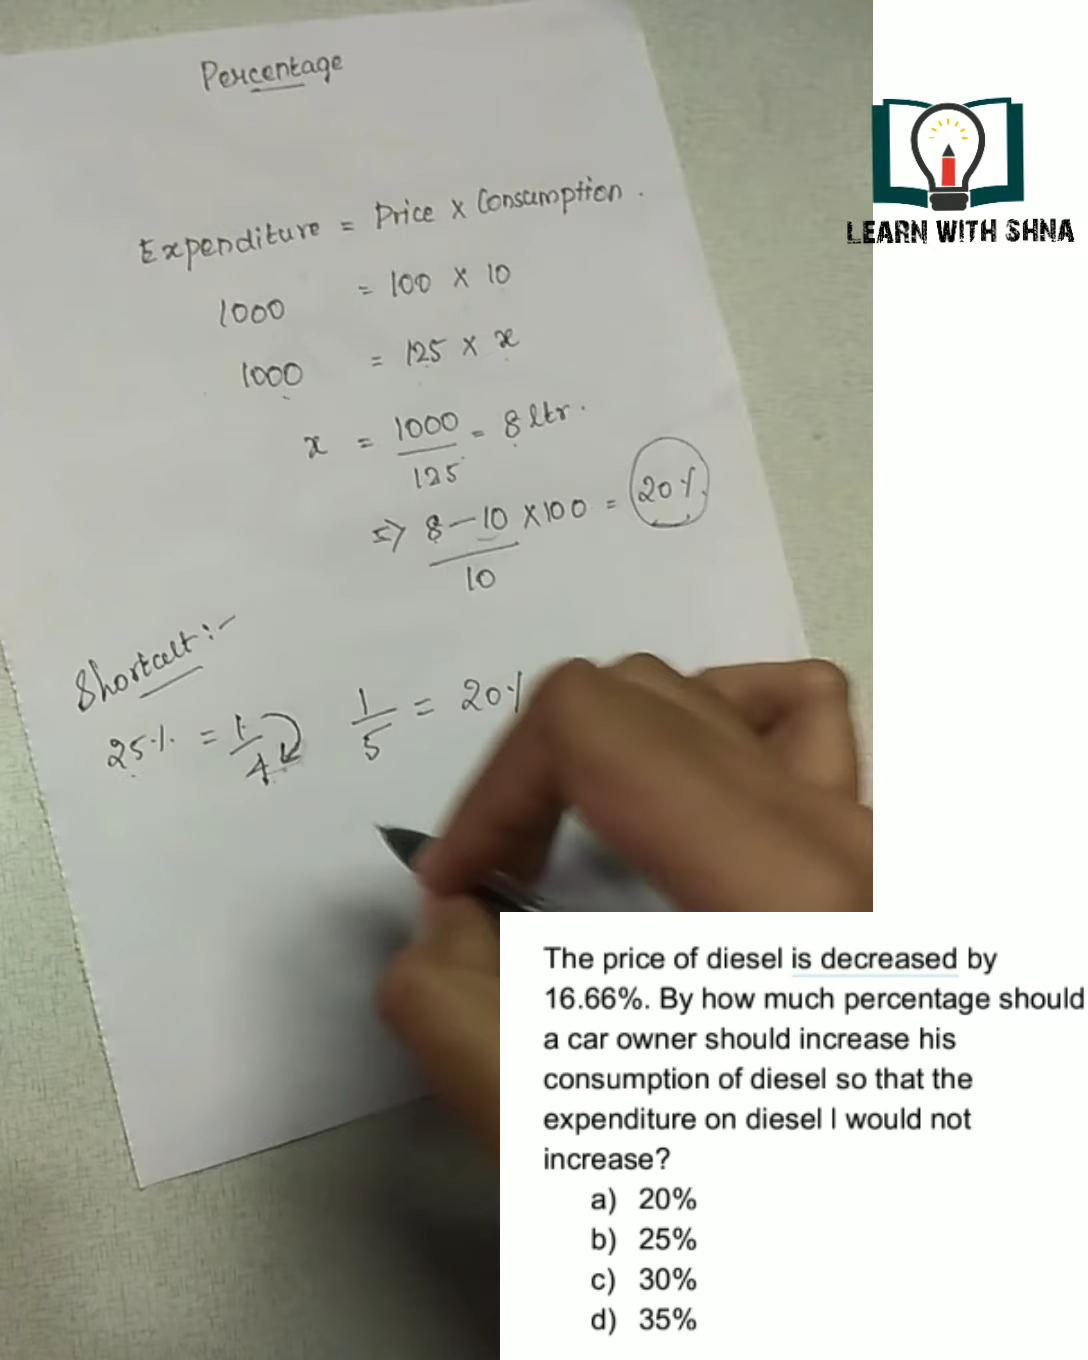 Percentage
Expenditure = Price x Consumption.
1000 = 100 x 10
1000 = 125 x x
x = 1000/125 = 8 ltr.
=> 8-10/10 x 100 = 20%
Shortcut:-
25% = 1/4 1/5 = 20%
LEARN WITH SHNA
The price of diesel is decreased by
16.66%. By how much percentage should
a car owner should increase his
consumption of diesel so that the
expenditure on diesel I would not
increase?
a) 20%
b) 25%
c) 30%
d) 35%